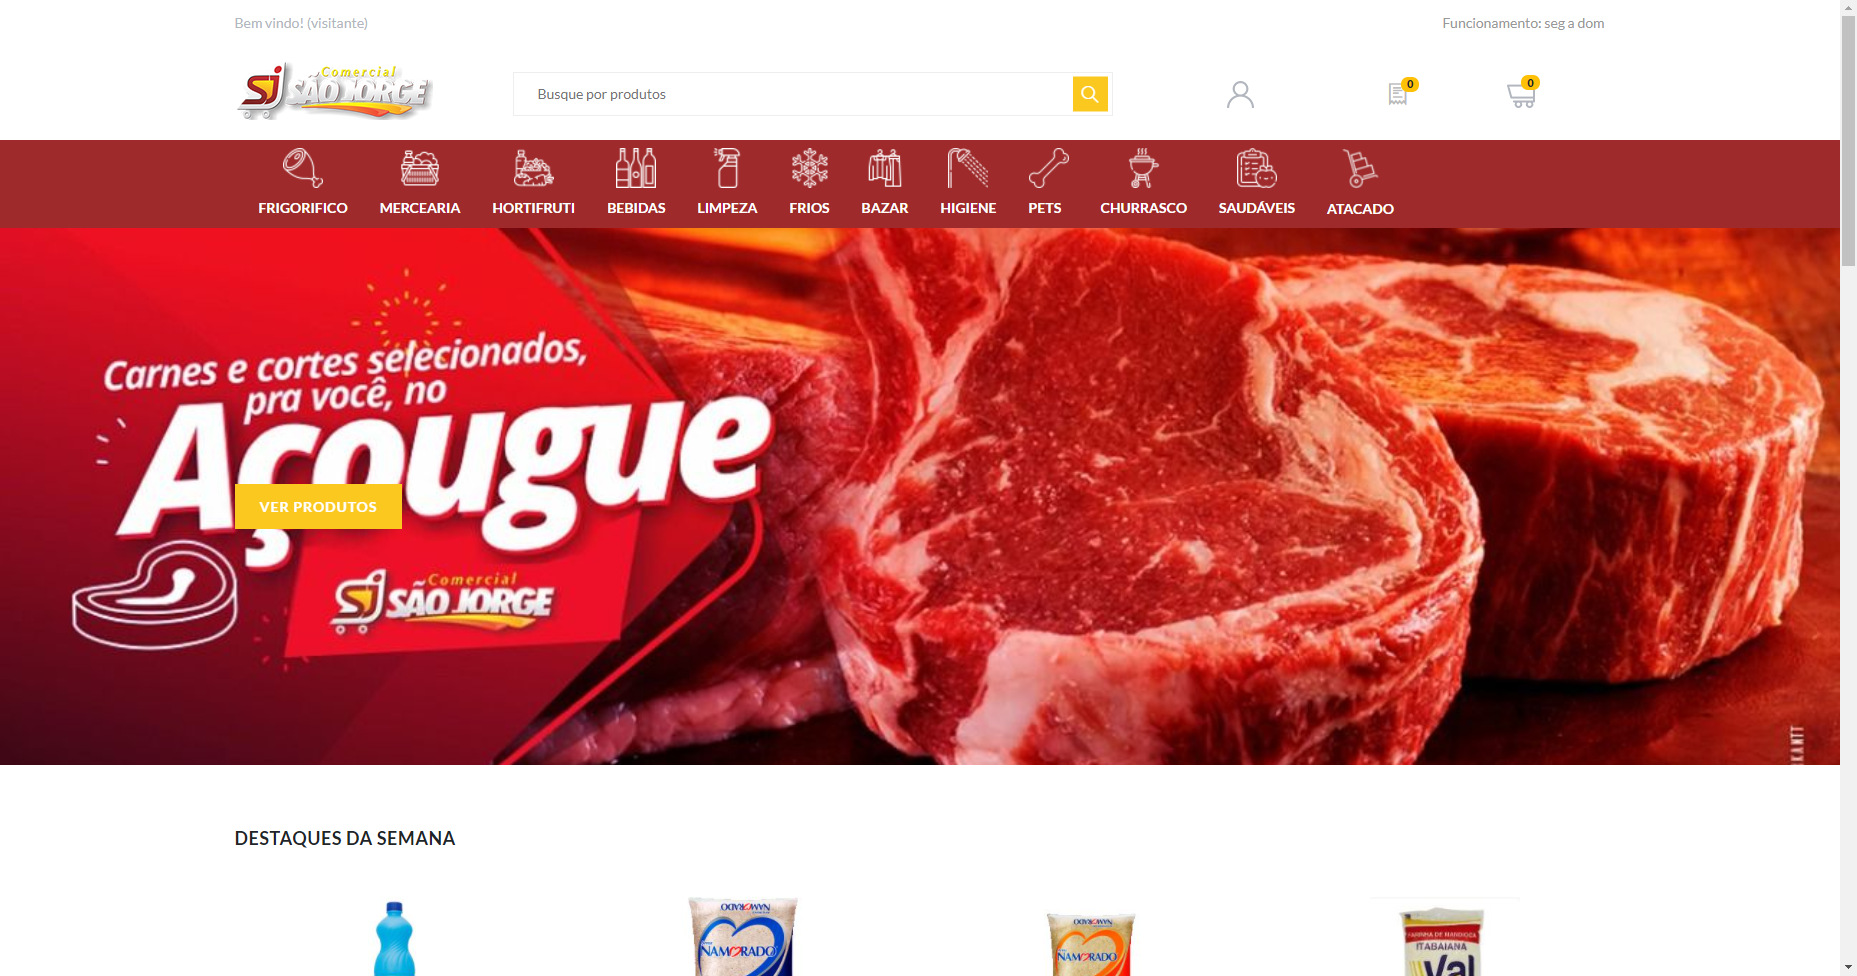 Bem vindo! (visitante)
Funcionamento: seg a dom
Comercial
SJ SÃO JORGE
Busque por produtos
0
0
FRIGORIFICO
MERCEARIA
HORTIFRUTI
BEBIDAS
LIMPEZA
FRIOS
BAZAR
HIGIENE
PETS
CHURRASCO
SAUDÁVEIS
ATACADO
Carnes e cortes selecionados,
pra você, no
Açougue
VER PRODUTOS
Comercial
SJ SÃO JORGE
DESTAQUES DA SEMANA
NAMORADO
NAMORADO
NAMORADO
NAMORADO
FARINHA DE MANDIOCA
ITABAIANA
Val